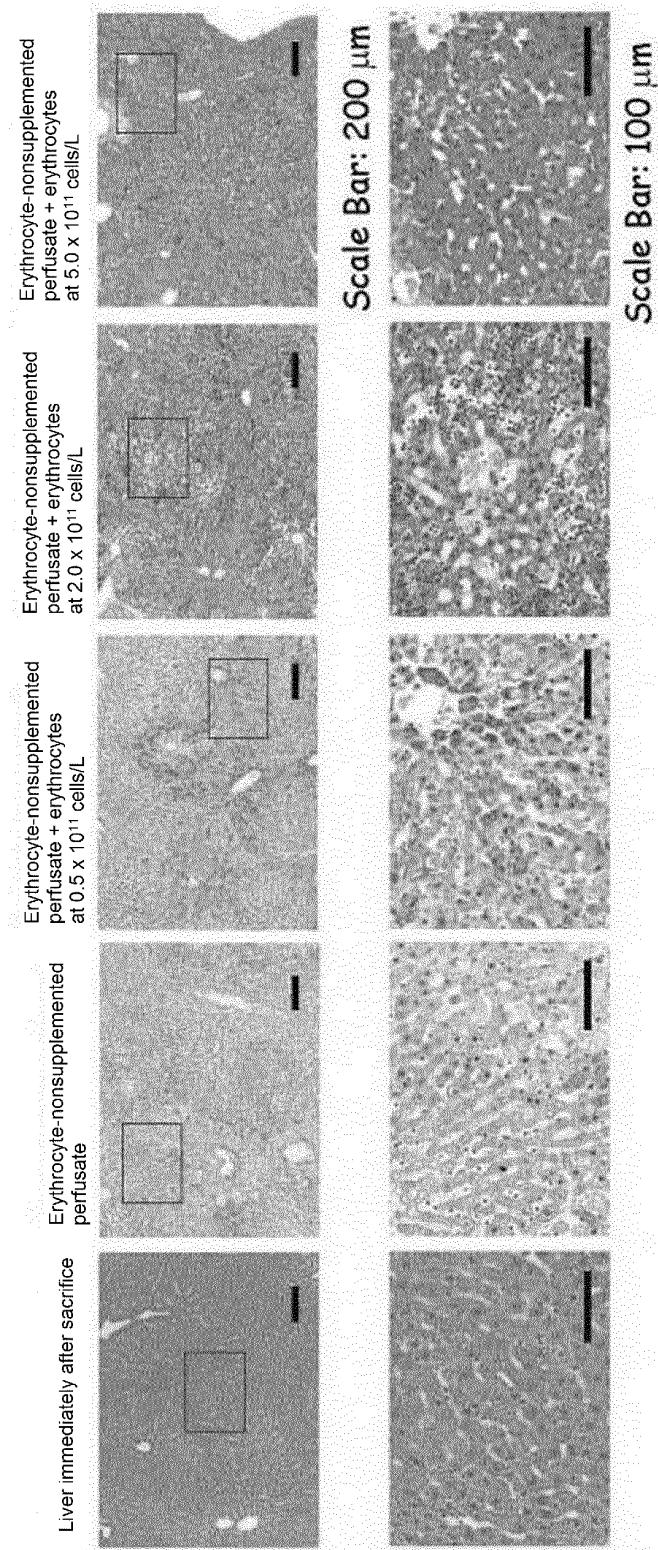 Liver immediately after sacrifice
Erythrocyte-nonsupplemented
perfusate
Erythrocyte-nonsupplemented
perfusate + erythrocytes
at 0.5 x 10¹¹ cells/L
Erythrocyte-nonsupplemented
perfusate + erythrocytes
at 2.0 x 10¹¹ cells/L
Erythrocyte-nonsupplemented
perfusate + erythrocytes
at 5.0 x 10¹¹ cells/L
Scale Bar: 200 μm
Scale Bar: 100 μm